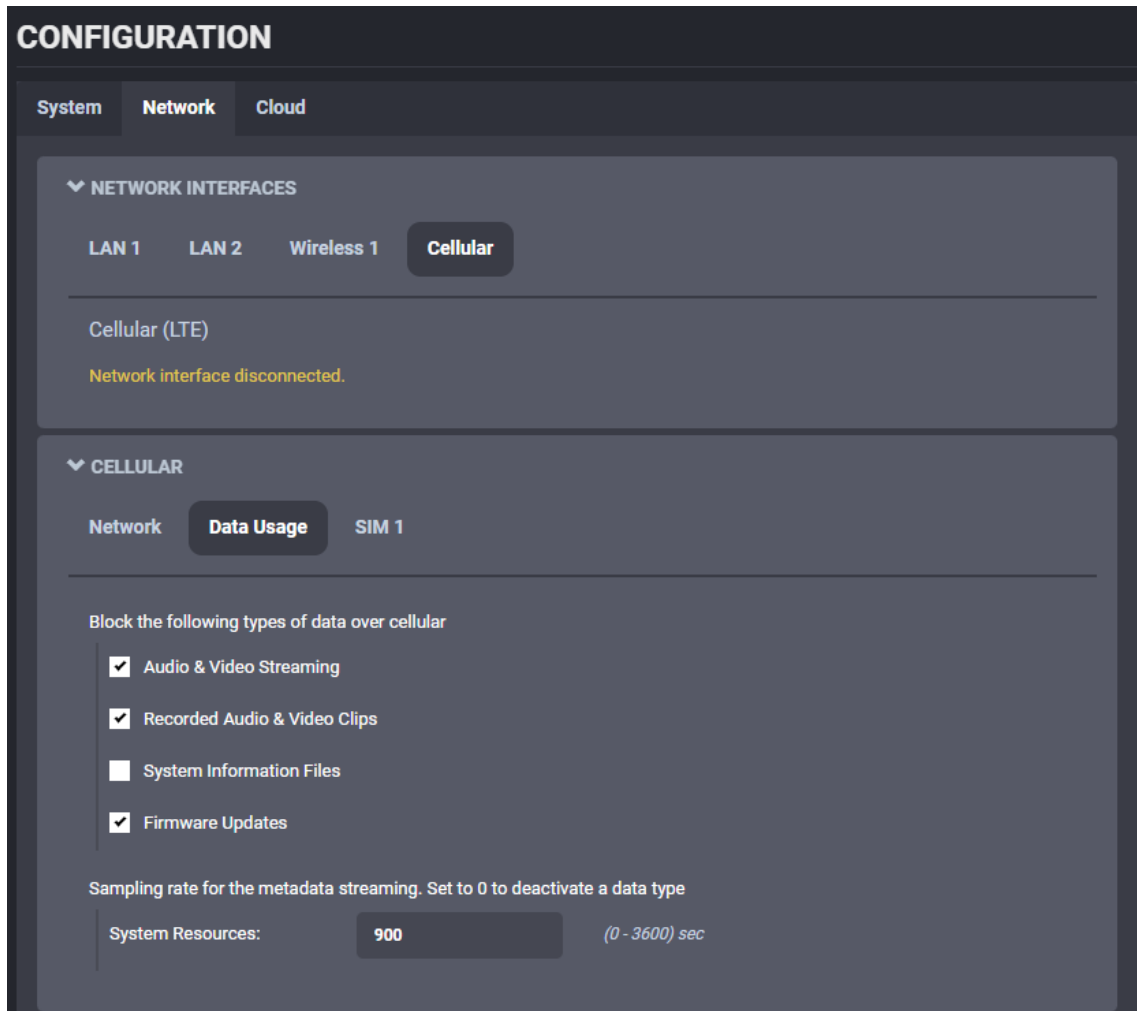 CONFIGURATION
System Network Cloud
NETWORK INTERFACES
LAN 1 LAN 2 Wireless 1 Cellular
Cellular (LTE)
Network interface disconnected.
CELLULAR
Network Data Usage SIM 1
Block the following types of data over cellular
Audio & Video Streaming
Recorded Audio & Video Clips
System Information Files
Firmware Updates
Sampling rate for the metadata streaming. Set to 0 to deactivate a data type
System Resources: 900 (0 - 3600) sec